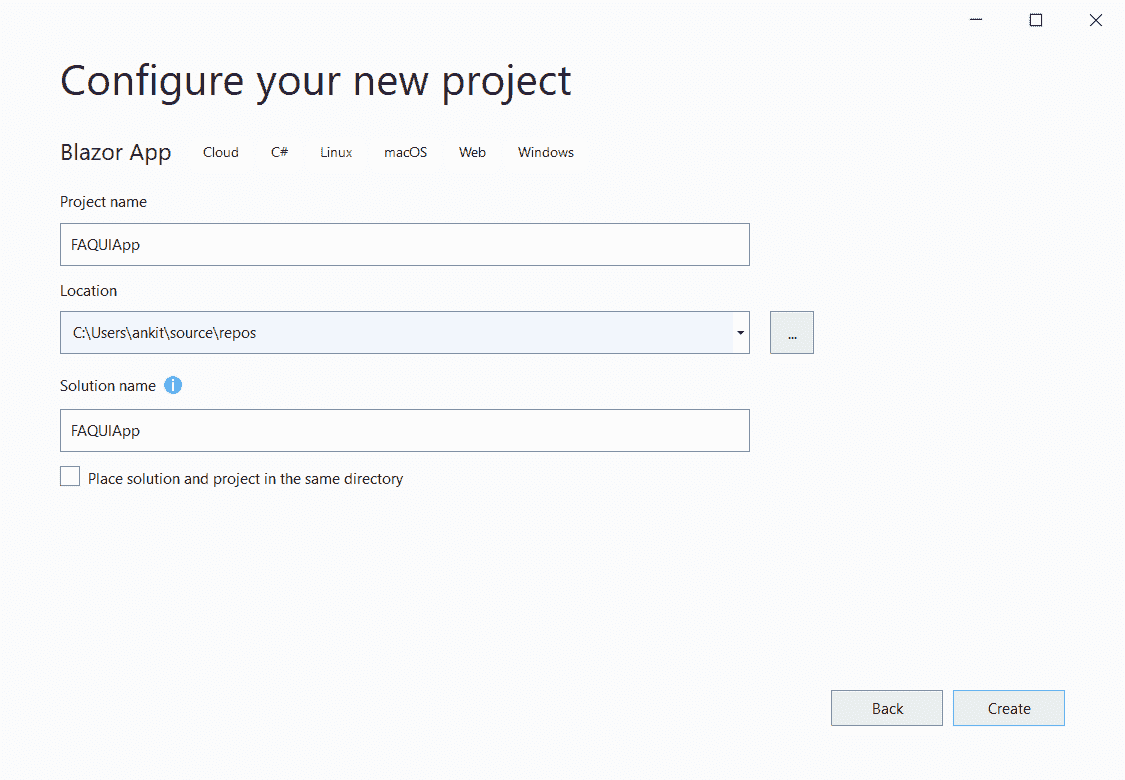 Configure your new project
Blazor App Cloud C# Linux macOS Web Windows
Project name
FAQUIApp
Location
C:\Users\ankit\source\repos
...
Solution name i
FAQUIApp
Place solution and project in the same directory
Back Create